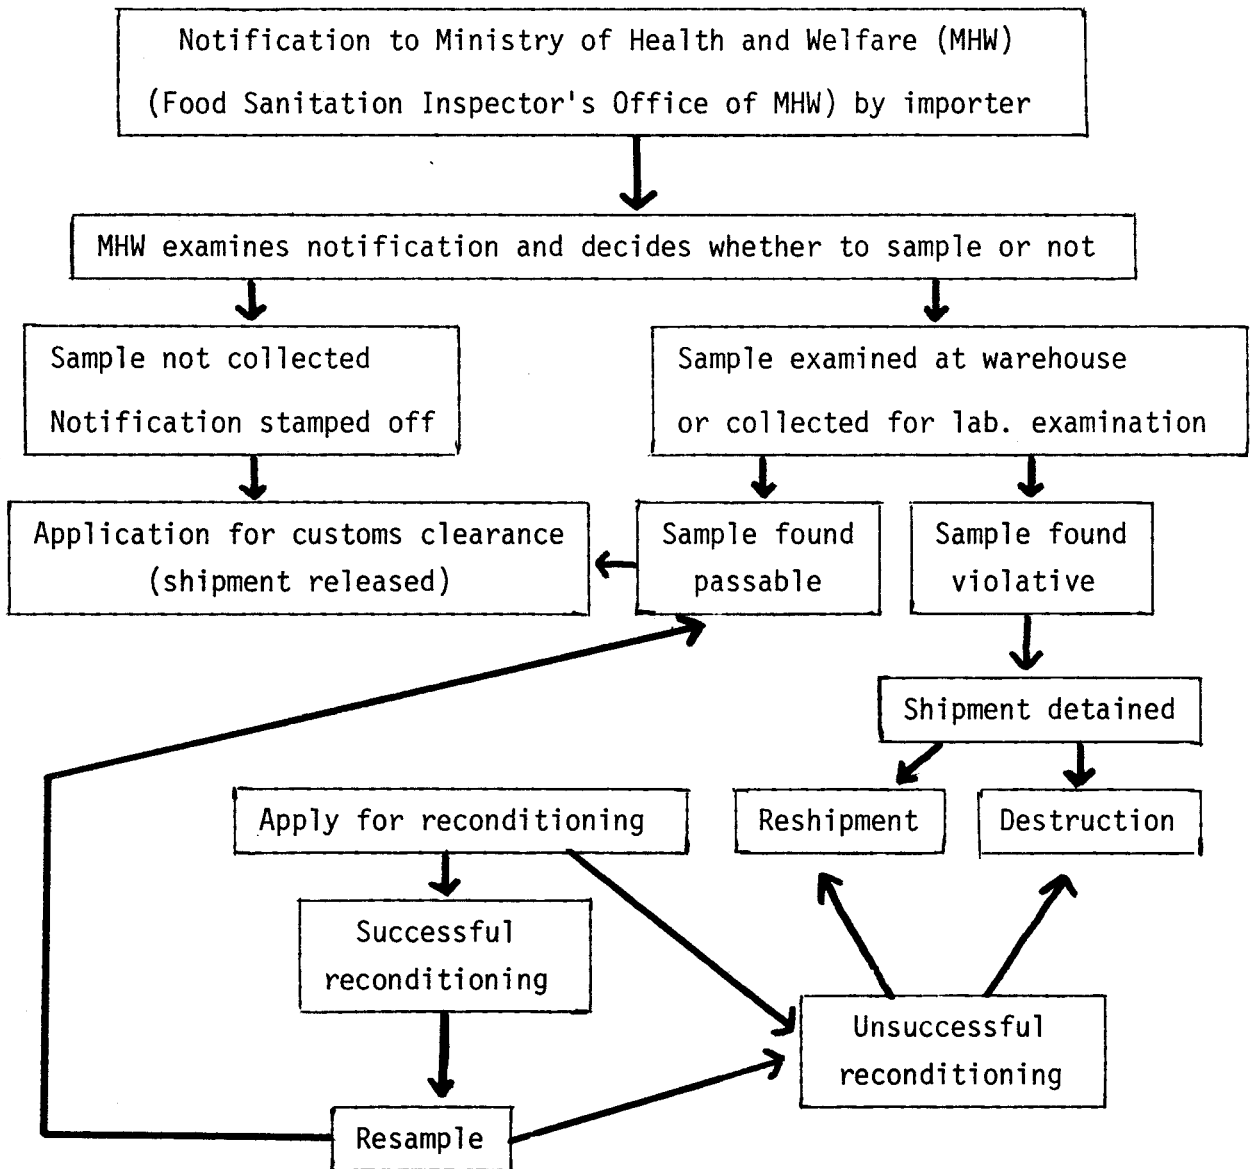 Notification to Ministry of Health and Welfare (MHW)
(Food Sanitation Inspector's Office of MHW) by importer
MHW examines notification and decides whether to sample or not
Sample not collected
Notification stamped off
Sample examined at warehouse
or collected for lab. examination
Application for customs clearance
(shipment released)
Sample found
passable
Sample found
violative
Shipment detained
Apply for reconditioning
Reshipment
Destruction
Successful
reconditioning
Unsuccessful
reconditioning
Resample